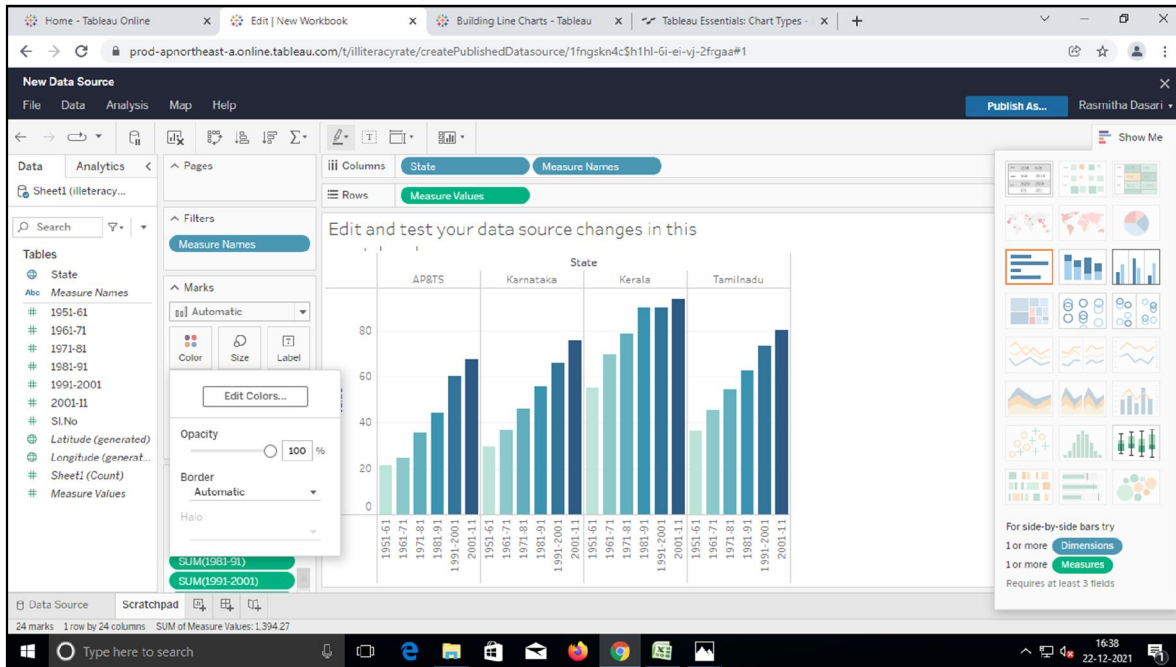 Home - Tableau Online
Edit | New Workbook
Building Line Charts - Tableau
Tableau Essentials: Chart Types -
prod-apnortheast-a.online.tableau.com/t/illiteracyrate/createPublishedDatasource/1fngskn4c$h1hl-6i-ei-vj-2frgaa#1
New Data Source
File Data Analysis Map Help
Publish As...
Rasmitha Dasari
Show Me
Data Analytics
Sheet1 (illeteracy...
Search
Tables
State
Abc Measure Names
# 1951-61
# 1961-71
# 1971-81
# 1981-91
# 1991-2001
# 2001-11
# Sl.No
Latitude (generated)
Longitude (generat...
# Sheet1 (Count)
# Measure Values
Pages
Filters
Measure Names
Marks
Automatic
Color Size Label
Edit Colors...
Opacity
100 %
Border
Automatic
Halo
SUM(1981-91)
SUM(1991-2001)
Columns State Measure Names
Rows Measure Values
Edit and test your data source changes in this
State
AP&TS Karnataka Kerala Tamilnadu
80
60
40
20
0
1951-61 1961-71 1971-81 1981-91 1991-2001 2001-11 1951-61 1961-71 1971-81 1981-91 1991-2001 2001-11 1951-61 1961-71 1971-81 1981-91 1991-2001 2001-11 1951-61 1961-71 1971-81 1981-91 1991-2001 2001-11
For side-by-side bars try
1 or more Dimensions
1 or more Measures
Requires at least 3 fields
Data Source Scratchpad
24 marks 1 row by 24 columns SUM of Measure Values: 1,394.27
Type here to search
16:38
22-12-2021